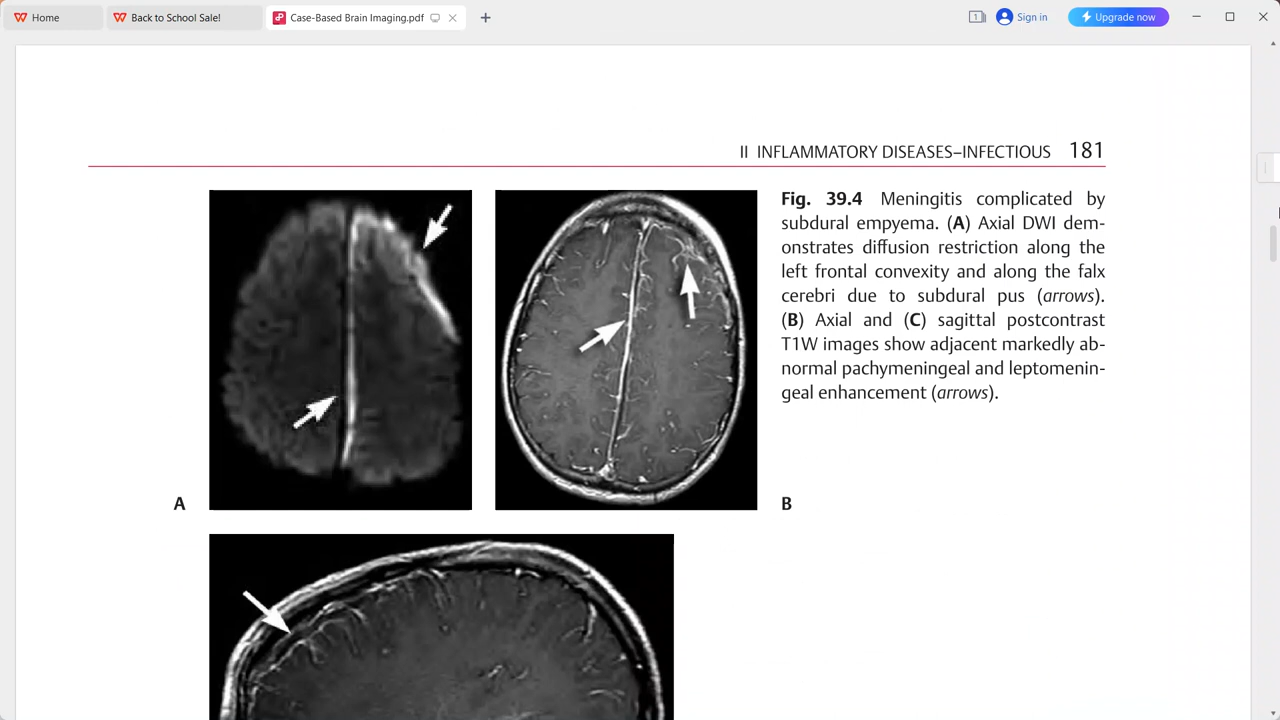 Home
Back to School Sale!
Case-Based Brain Imaging.pdf
1
Sign in
Upgrade now
II INFLAMMATORY DISEASES–INFECTIOUS 181
Fig. 39.4 Meningitis complicated by
subdural empyema. (A) Axial DWI dem-
onstrates diffusion restriction along the
left frontal convexity and along the falx
cerebri due to subdural pus (arrows).
(B) Axial and (C) sagittal postcontrast
T1W images show adjacent markedly ab-
normal pachymeningeal and leptomenin-
geal enhancement (arrows).
A
B